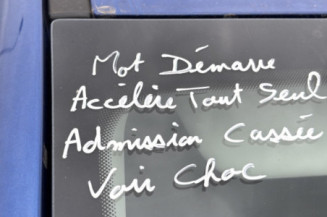 Mot Démarre
Accélère Tout Seul
Admission Cassée
Voir Choc